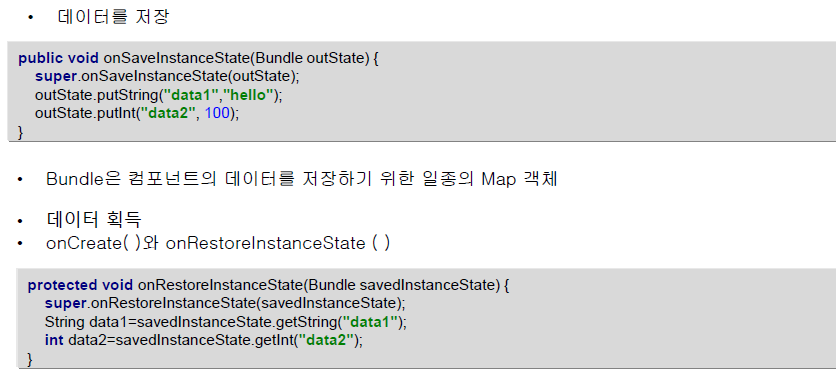 • 데이터를 저장
public void onSaveInstanceState(Bundle outState) {
super.onSaveInstanceState(outState);
outState.putString("data1","hello");
outState.putInt("data2", 100);
}
• Bundle은 컴포넌트의 데이터를 저장하기 위한 일종의 Map 객체
• 데이터 획득
• onCreate( )와 onRestoreInstanceState ( )
protected void onRestoreInstanceState(Bundle savedInstanceState) {
super.onRestoreInstanceState(savedInstanceState);
String data1=savedInstanceState.getString("data1");
int data2=savedInstanceState.getInt("data2");
}